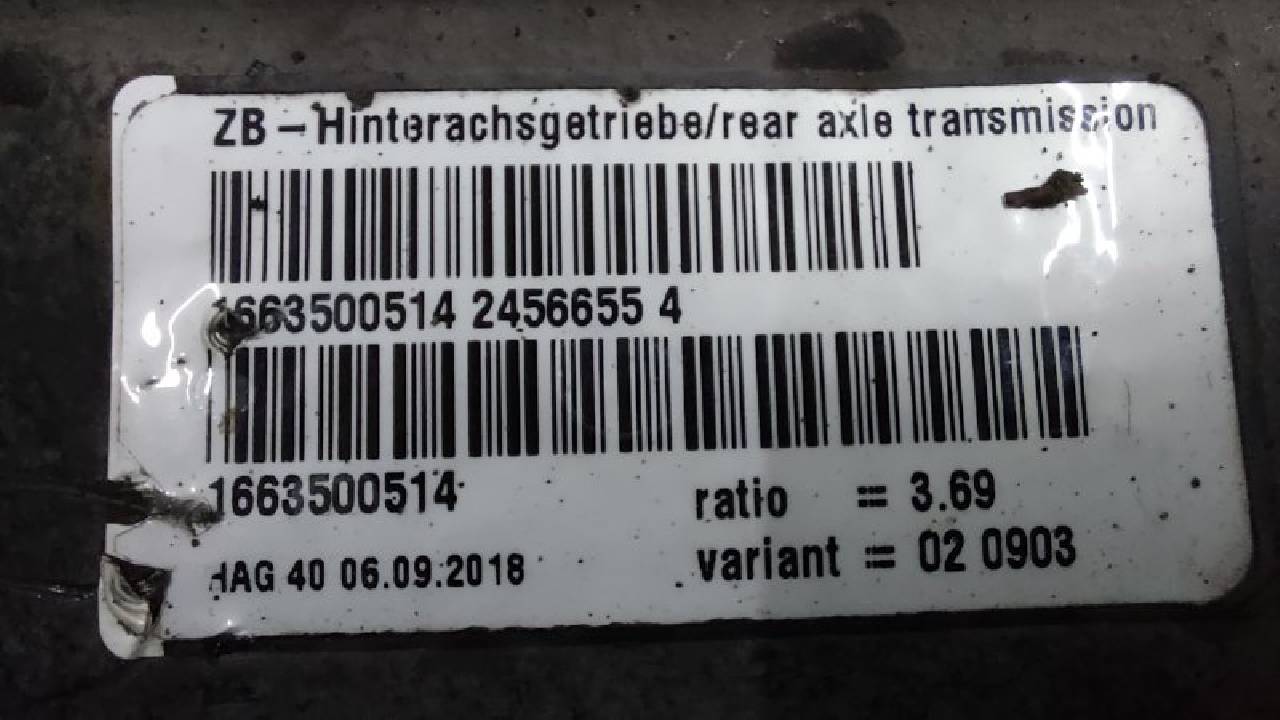 ZB – Hinterachsgetriebe/rear axle transmission
1663500514 2456655 4
1663500514
ratio = 3.69
HAG 40 06.09.2018
variant = 02 0903